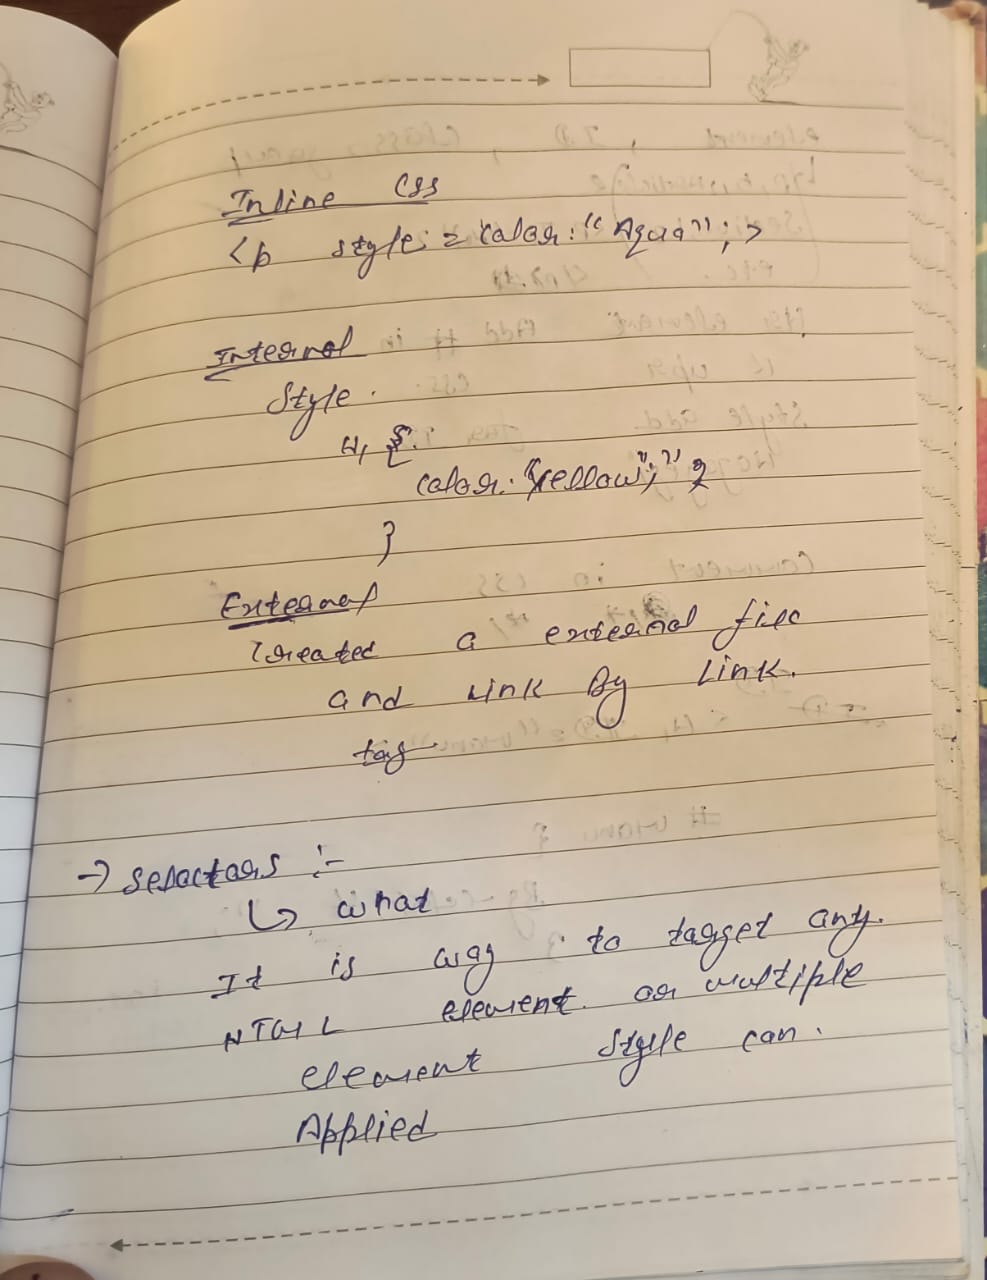 Inline CSS
<p style = color: "Aqua"; >
Internal
Style.
H1 {
color: "yellow";
}
External
Created a external file
and Link By Link.
tag
→ Selectors :-
↳ what
It is way to target any.
HTML element. or multiple
element style can.
Applied